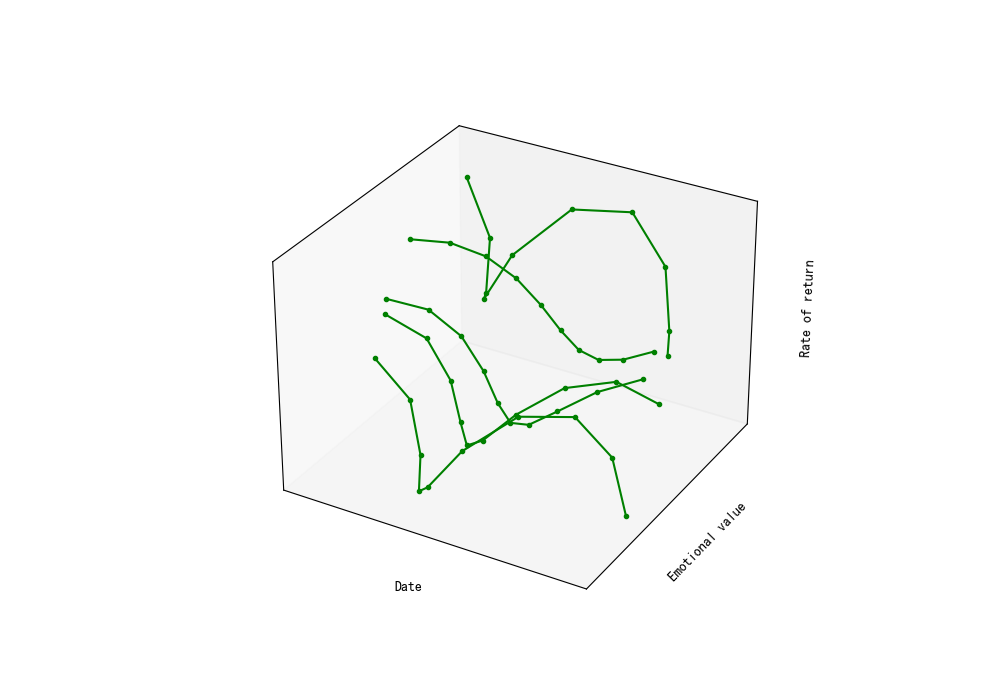 Rate of return
Emotional value
Date